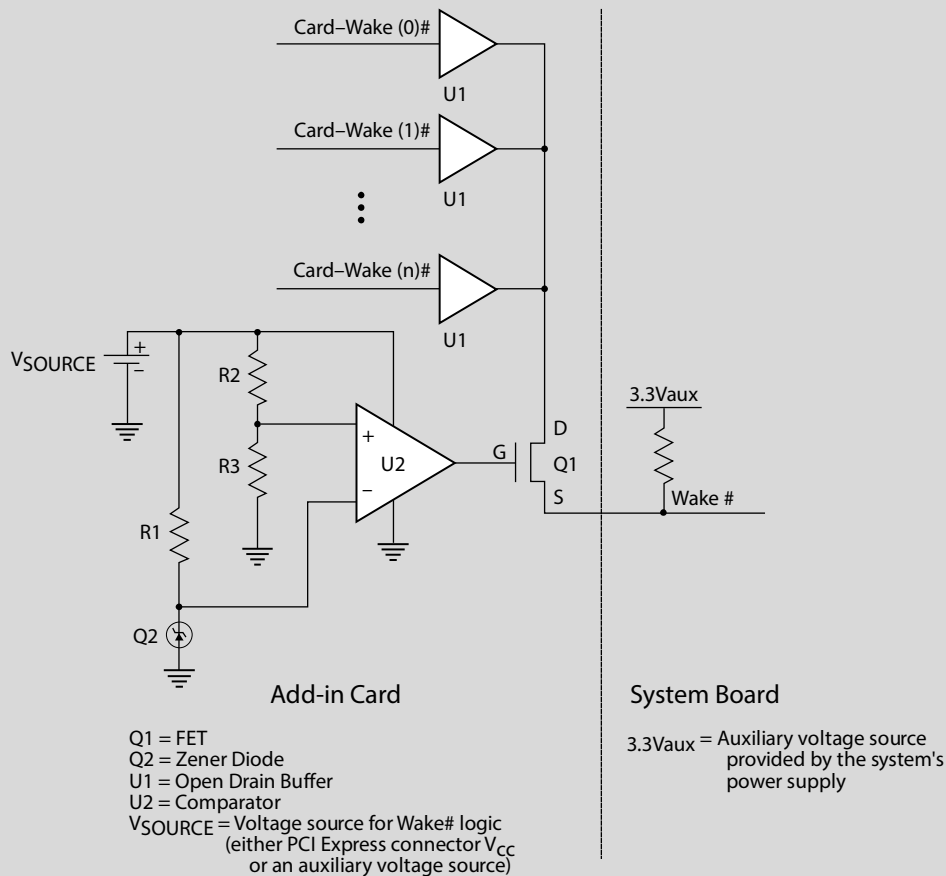 Card–Wake (0)#
U1
Card–Wake (1)#
U1
Card–Wake (n)#
U1
VSOURCE
+
−
R2
R3
R1
+
−
U2
Q2
G
D
Q1
S
3.3Vaux
Wake #
Add-in Card
System Board
Q1 = FET
Q2 = Zener Diode
U1 = Open Drain Buffer
U2 = Comparator
VSOURCE = Voltage source for Wake# logic
(either PCI Express connector VCC
or an auxiliary voltage source)
3.3Vaux = Auxiliary voltage source
provided by the system's
power supply